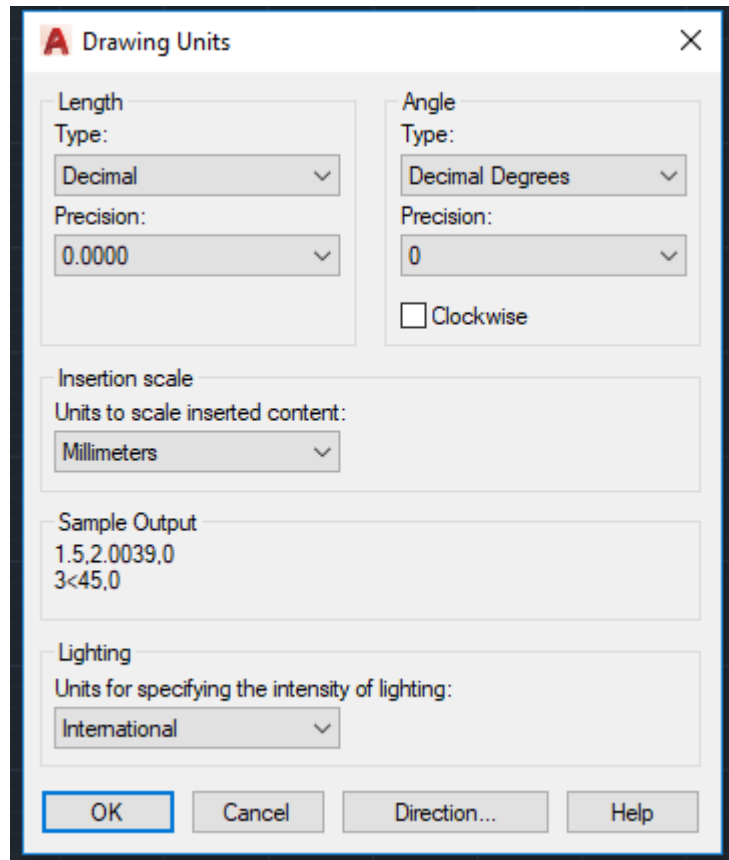 Drawing Units
Length
Type:
Decimal
Precision:
0.0000
Angle
Type:
Decimal Degrees
Precision:
0
Clockwise
Insertion scale
Units to scale inserted content:
Millimeters
Sample Output
1.5,2.0039,0
3<45,0
Lighting
Units for specifying the intensity of lighting:
International
OK Cancel Direction... Help